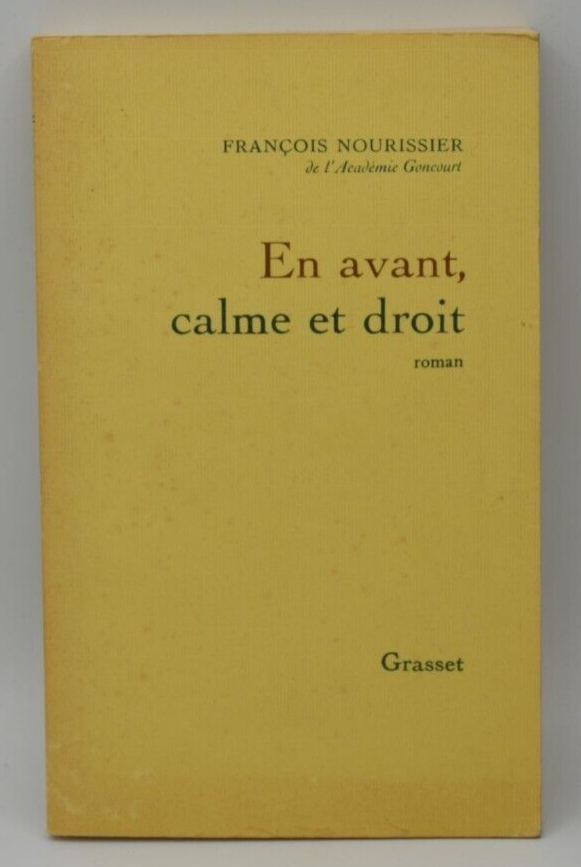 FRANÇOIS NOURISSIER
de l'Académie Goncourt
En avant,
calme et droit
roman
Grasset